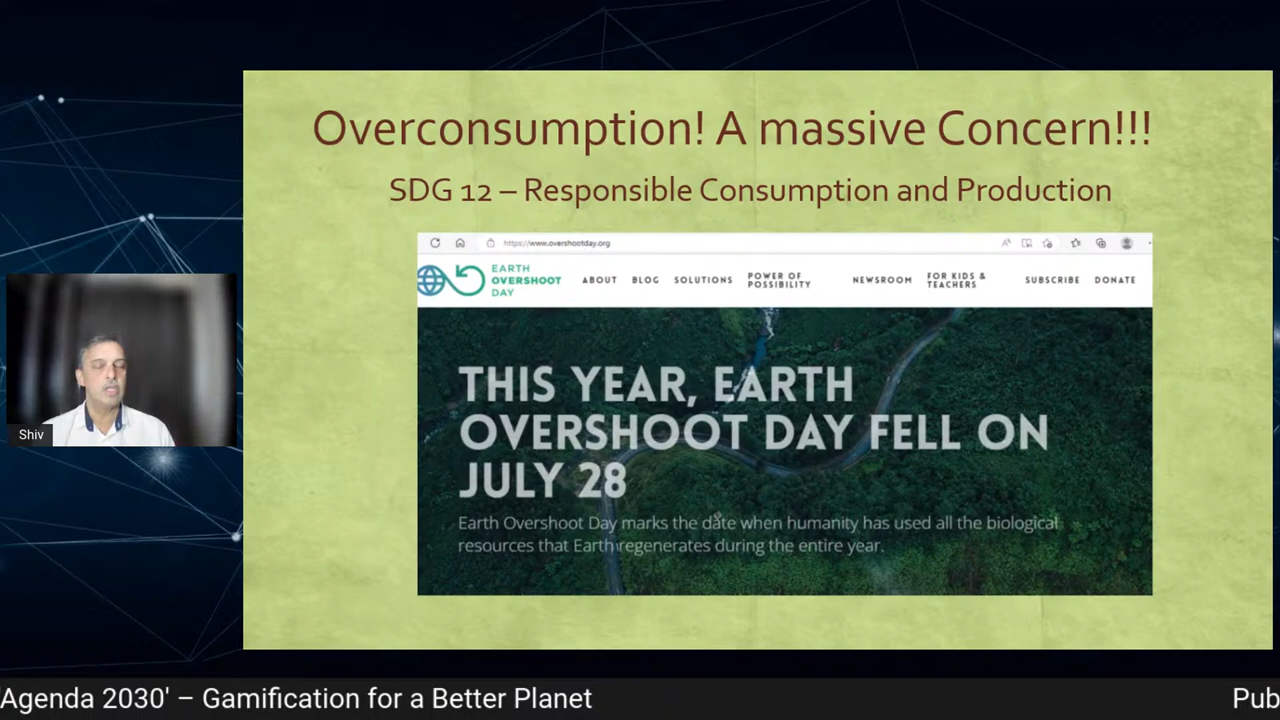 Overconsumption! A massive Concern!!!
SDG 12 – Responsible Consumption and Production
https://www.overshootday.org
EARTH
OVERSHOOT
DAY
ABOUT
BLOG
SOLUTIONS
POWER OF
POSSIBILITY
NEWSROOM
FOR KIDS &
TEACHERS
SUBSCRIBE
DONATE
THIS YEAR, EARTH
OVERSHOOT DAY FELL ON
JULY 28
Earth Overshoot Day marks the date when humanity has used all the biological
resources that Earth regenerates during the entire year.
Shiv
'Agenda 2030' – Gamification for a Better Planet
Pub